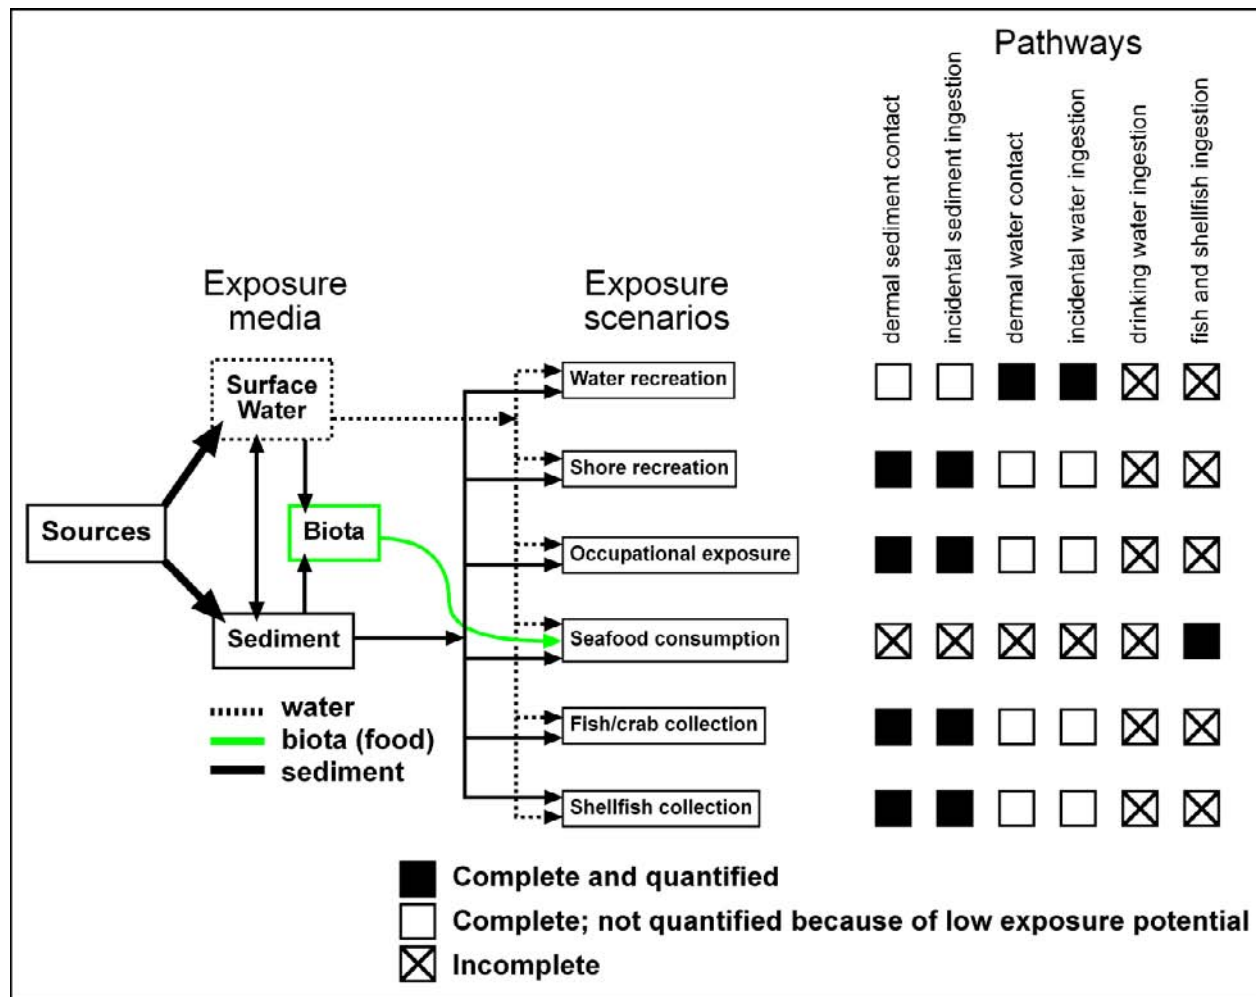 Pathways
dermal sediment contact
incidental sediment ingestion
dermal water contact
incidental water ingestion
drinking water ingestion
fish and shellfish ingestion
Exposure
media
Exposure
scenarios
Surface
Water
Sources
Biota
Sediment
Water recreation
Shore recreation
Occupational exposure
Seafood consumption
Fish/crab collection
Shellfish collection
water
biota (food)
sediment
Complete and quantified
Complete; not quantified because of low exposure potential
Incomplete